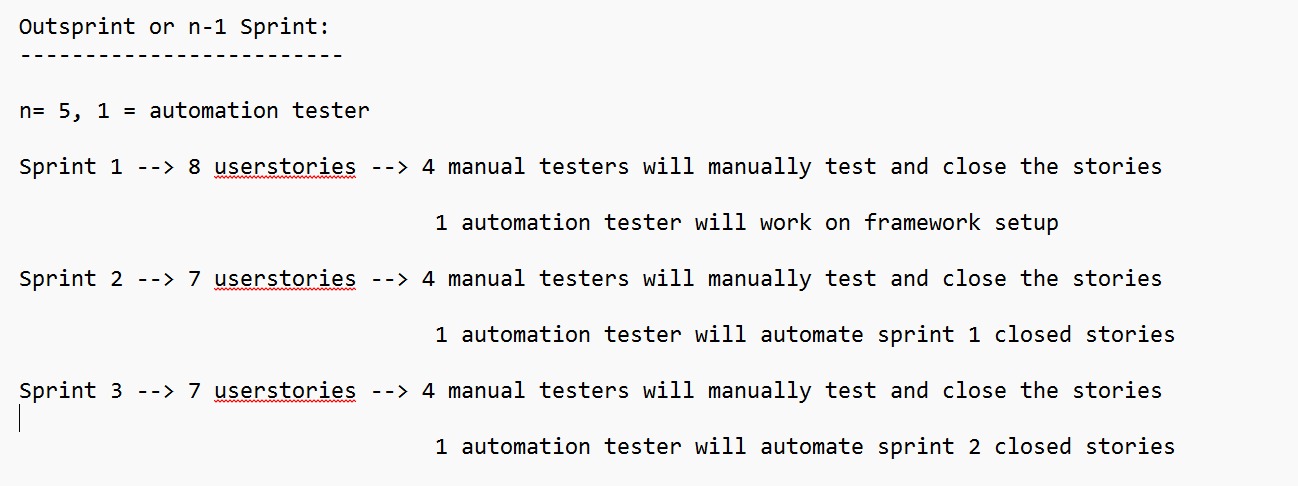 Outsprint or n-1 Sprint:
-------------------------
n= 5, 1 = automation tester
Sprint 1 --> 8 userstories --> 4 manual testers will manually test and close the stories
1 automation tester will work on framework setup
Sprint 2 --> 7 userstories --> 4 manual testers will manually test and close the stories
1 automation tester will automate sprint 1 closed stories
Sprint 3 --> 7 userstories --> 4 manual testers will manually test and close the stories
1 automation tester will automate sprint 2 closed stories